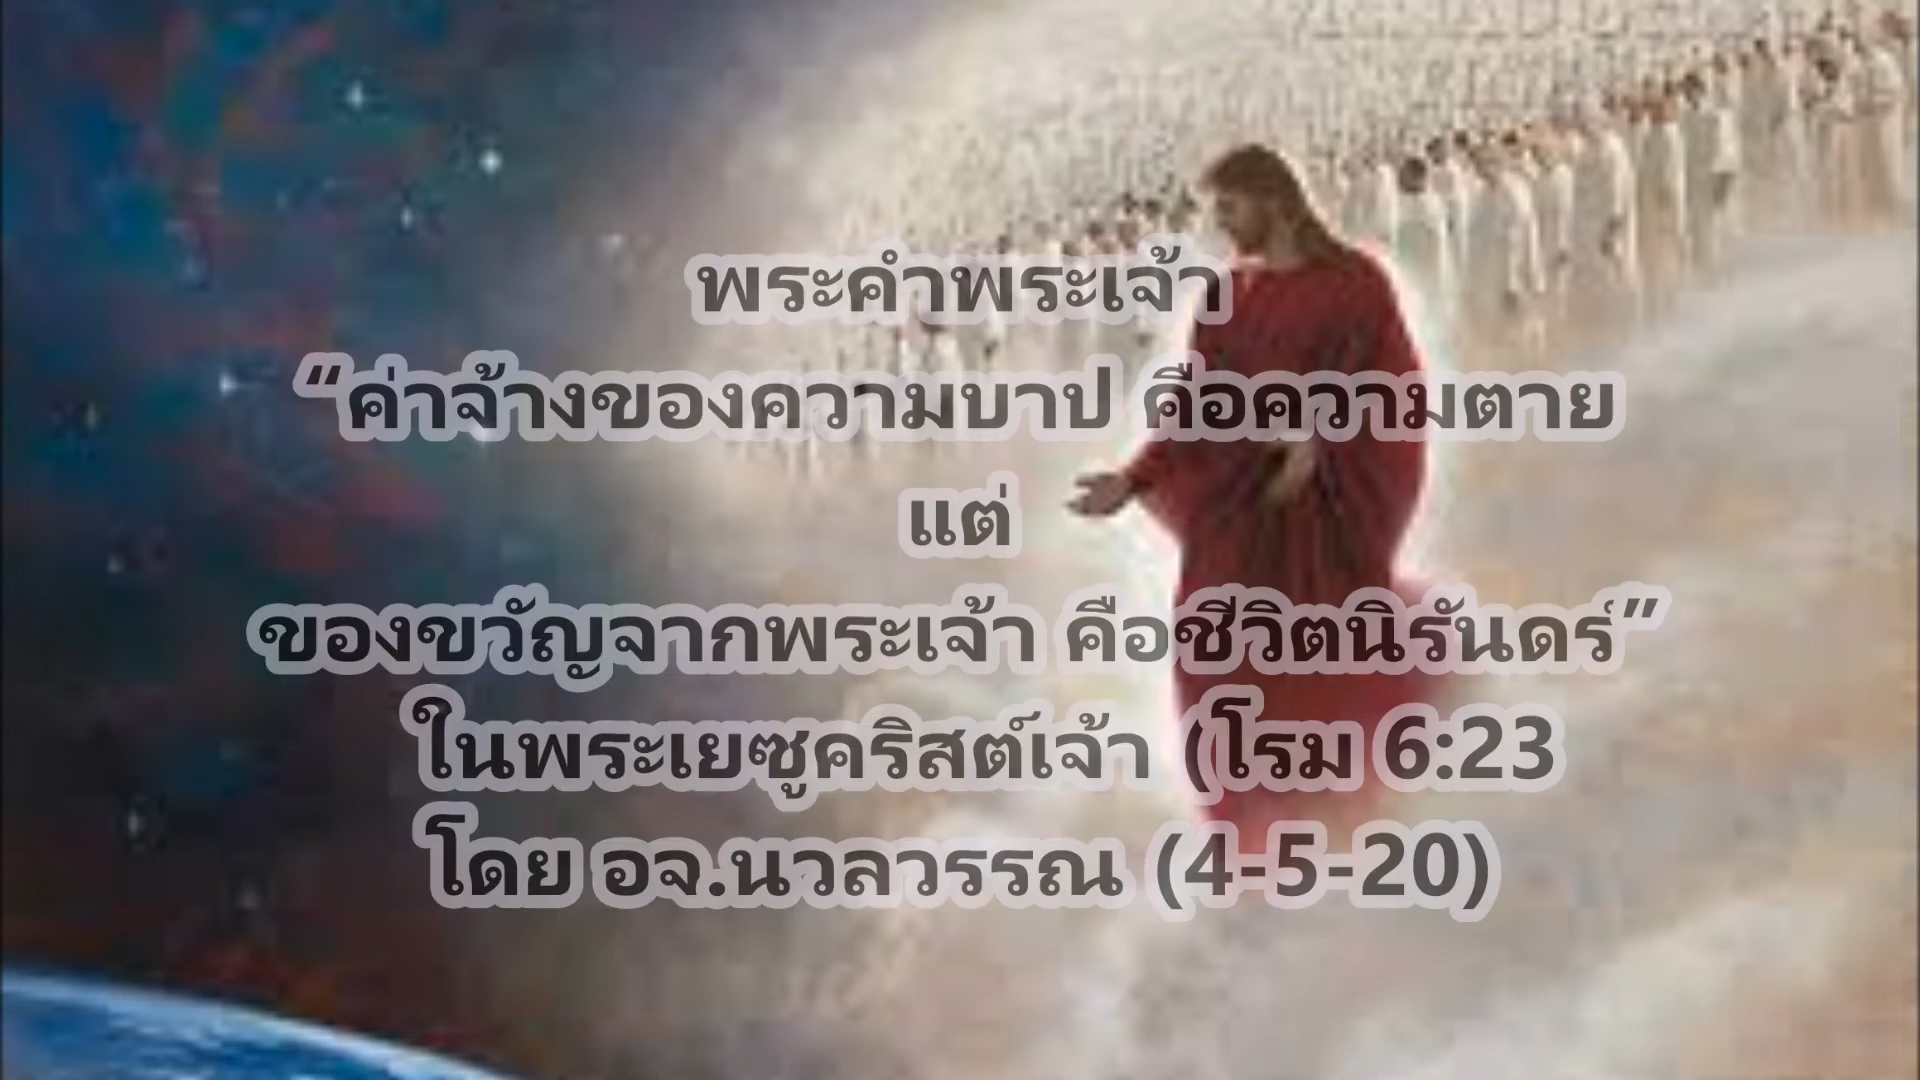 พระคำพระเจ้า
“ค่าจ้างของความบาป คือความตาย
แต่
ของขวัญจากพระเจ้า คือชีวิตนิรันดร์”
ในพระเยซูคริสต์เจ้า (โรม 6:23
โดย อจ.นวลวรรณ (4-5-20)